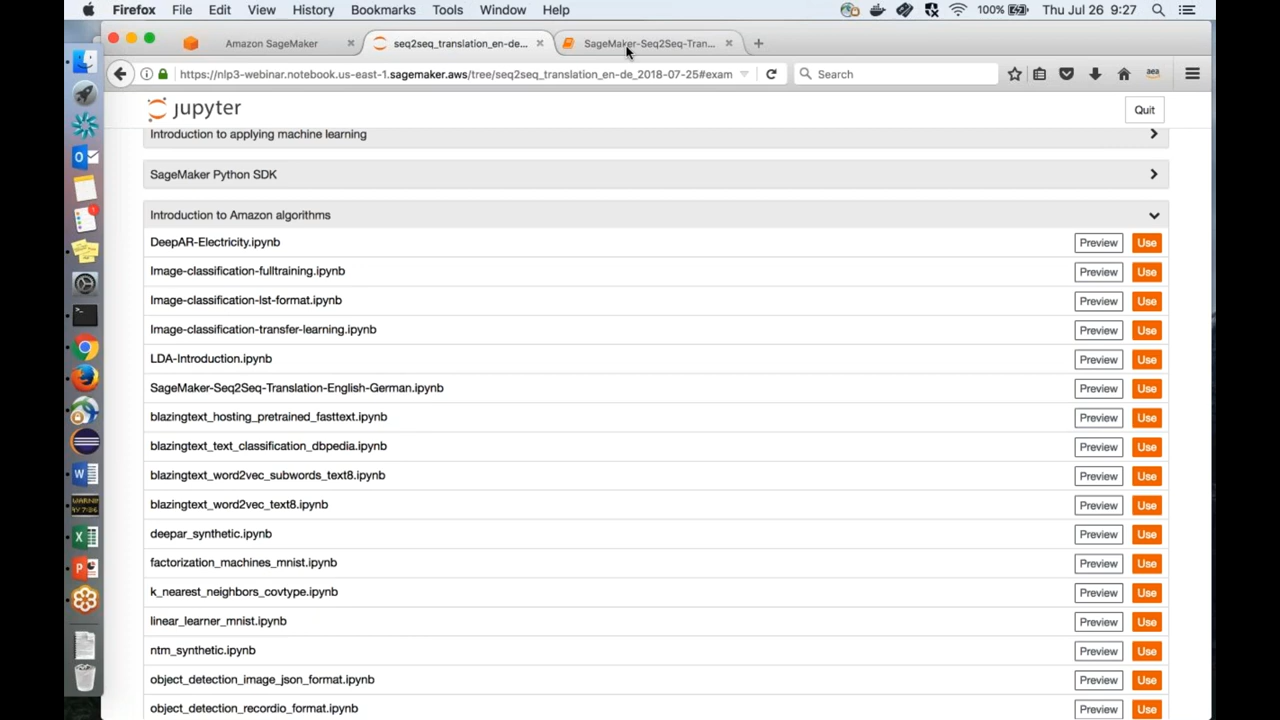 Firefox File Edit View History Bookmarks Tools Window Help 100% Thu Jul 26 9:27
Amazon SageMaker seq2seq_translation_en-de... SageMaker-Seq2Seq-Tran...
https://nlp3-webinar.notebook.us-east-1.sagemaker.aws/tree/seq2seq_translation_en-de_2018-07-25#exam Search aea
jupyter Quit
Introduction to applying machine learning
SageMaker Python SDK
Introduction to Amazon algorithms
DeepAR-Electricity.ipynb Preview Use
Image-classification-fulltraining.ipynb Preview Use
Image-classification-lst-format.ipynb Preview Use
Image-classification-transfer-learning.ipynb Preview Use
LDA-Introduction.ipynb Preview Use
SageMaker-Seq2Seq-Translation-English-German.ipynb Preview Use
blazingtext_hosting_pretrained_fasttext.ipynb Preview Use
blazingtext_text_classification_dbpedia.ipynb Preview Use
blazingtext_word2vec_subwords_text8.ipynb Preview Use
blazingtext_word2vec_text8.ipynb Preview Use
deepar_synthetic.ipynb Preview Use
factorization_machines_mnist.ipynb Preview Use
k_nearest_neighbors_covtype.ipynb Preview Use
linear_learner_mnist.ipynb Preview Use
ntm_synthetic.ipynb Preview Use
object_detection_image_json_format.ipynb Preview Use
object_detection_recordio_format.ipynb Preview Use